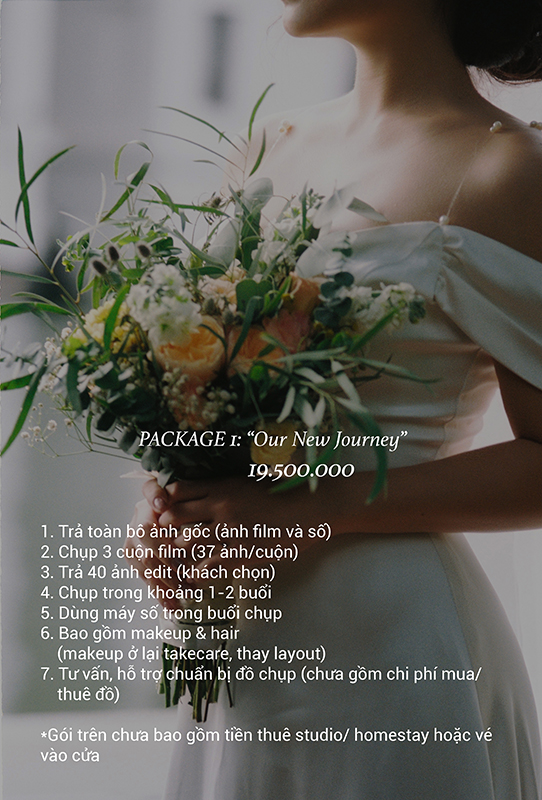 PACKAGE 1: “Our New Journey”
19.500.000
1. Trả toàn bô ảnh gốc (ảnh film và số)
2. Chụp 3 cuộn film (37 ảnh/cuộn)
3. Trả 40 ảnh edit (khách chọn)
4. Chụp trong khoảng 1-2 buổi
5. Dùng máy số trong buổi chụp
6. Bao gồm makeup & hair
(makeup ở lại takecare, thay layout)
7. Tư vấn, hỗ trợ chuẩn bị đồ chụp (chưa gồm chi phí mua/
thuê đồ)
*Gói trên chưa bao gồm tiền thuê studio/ homestay hoặc vé
vào cửa